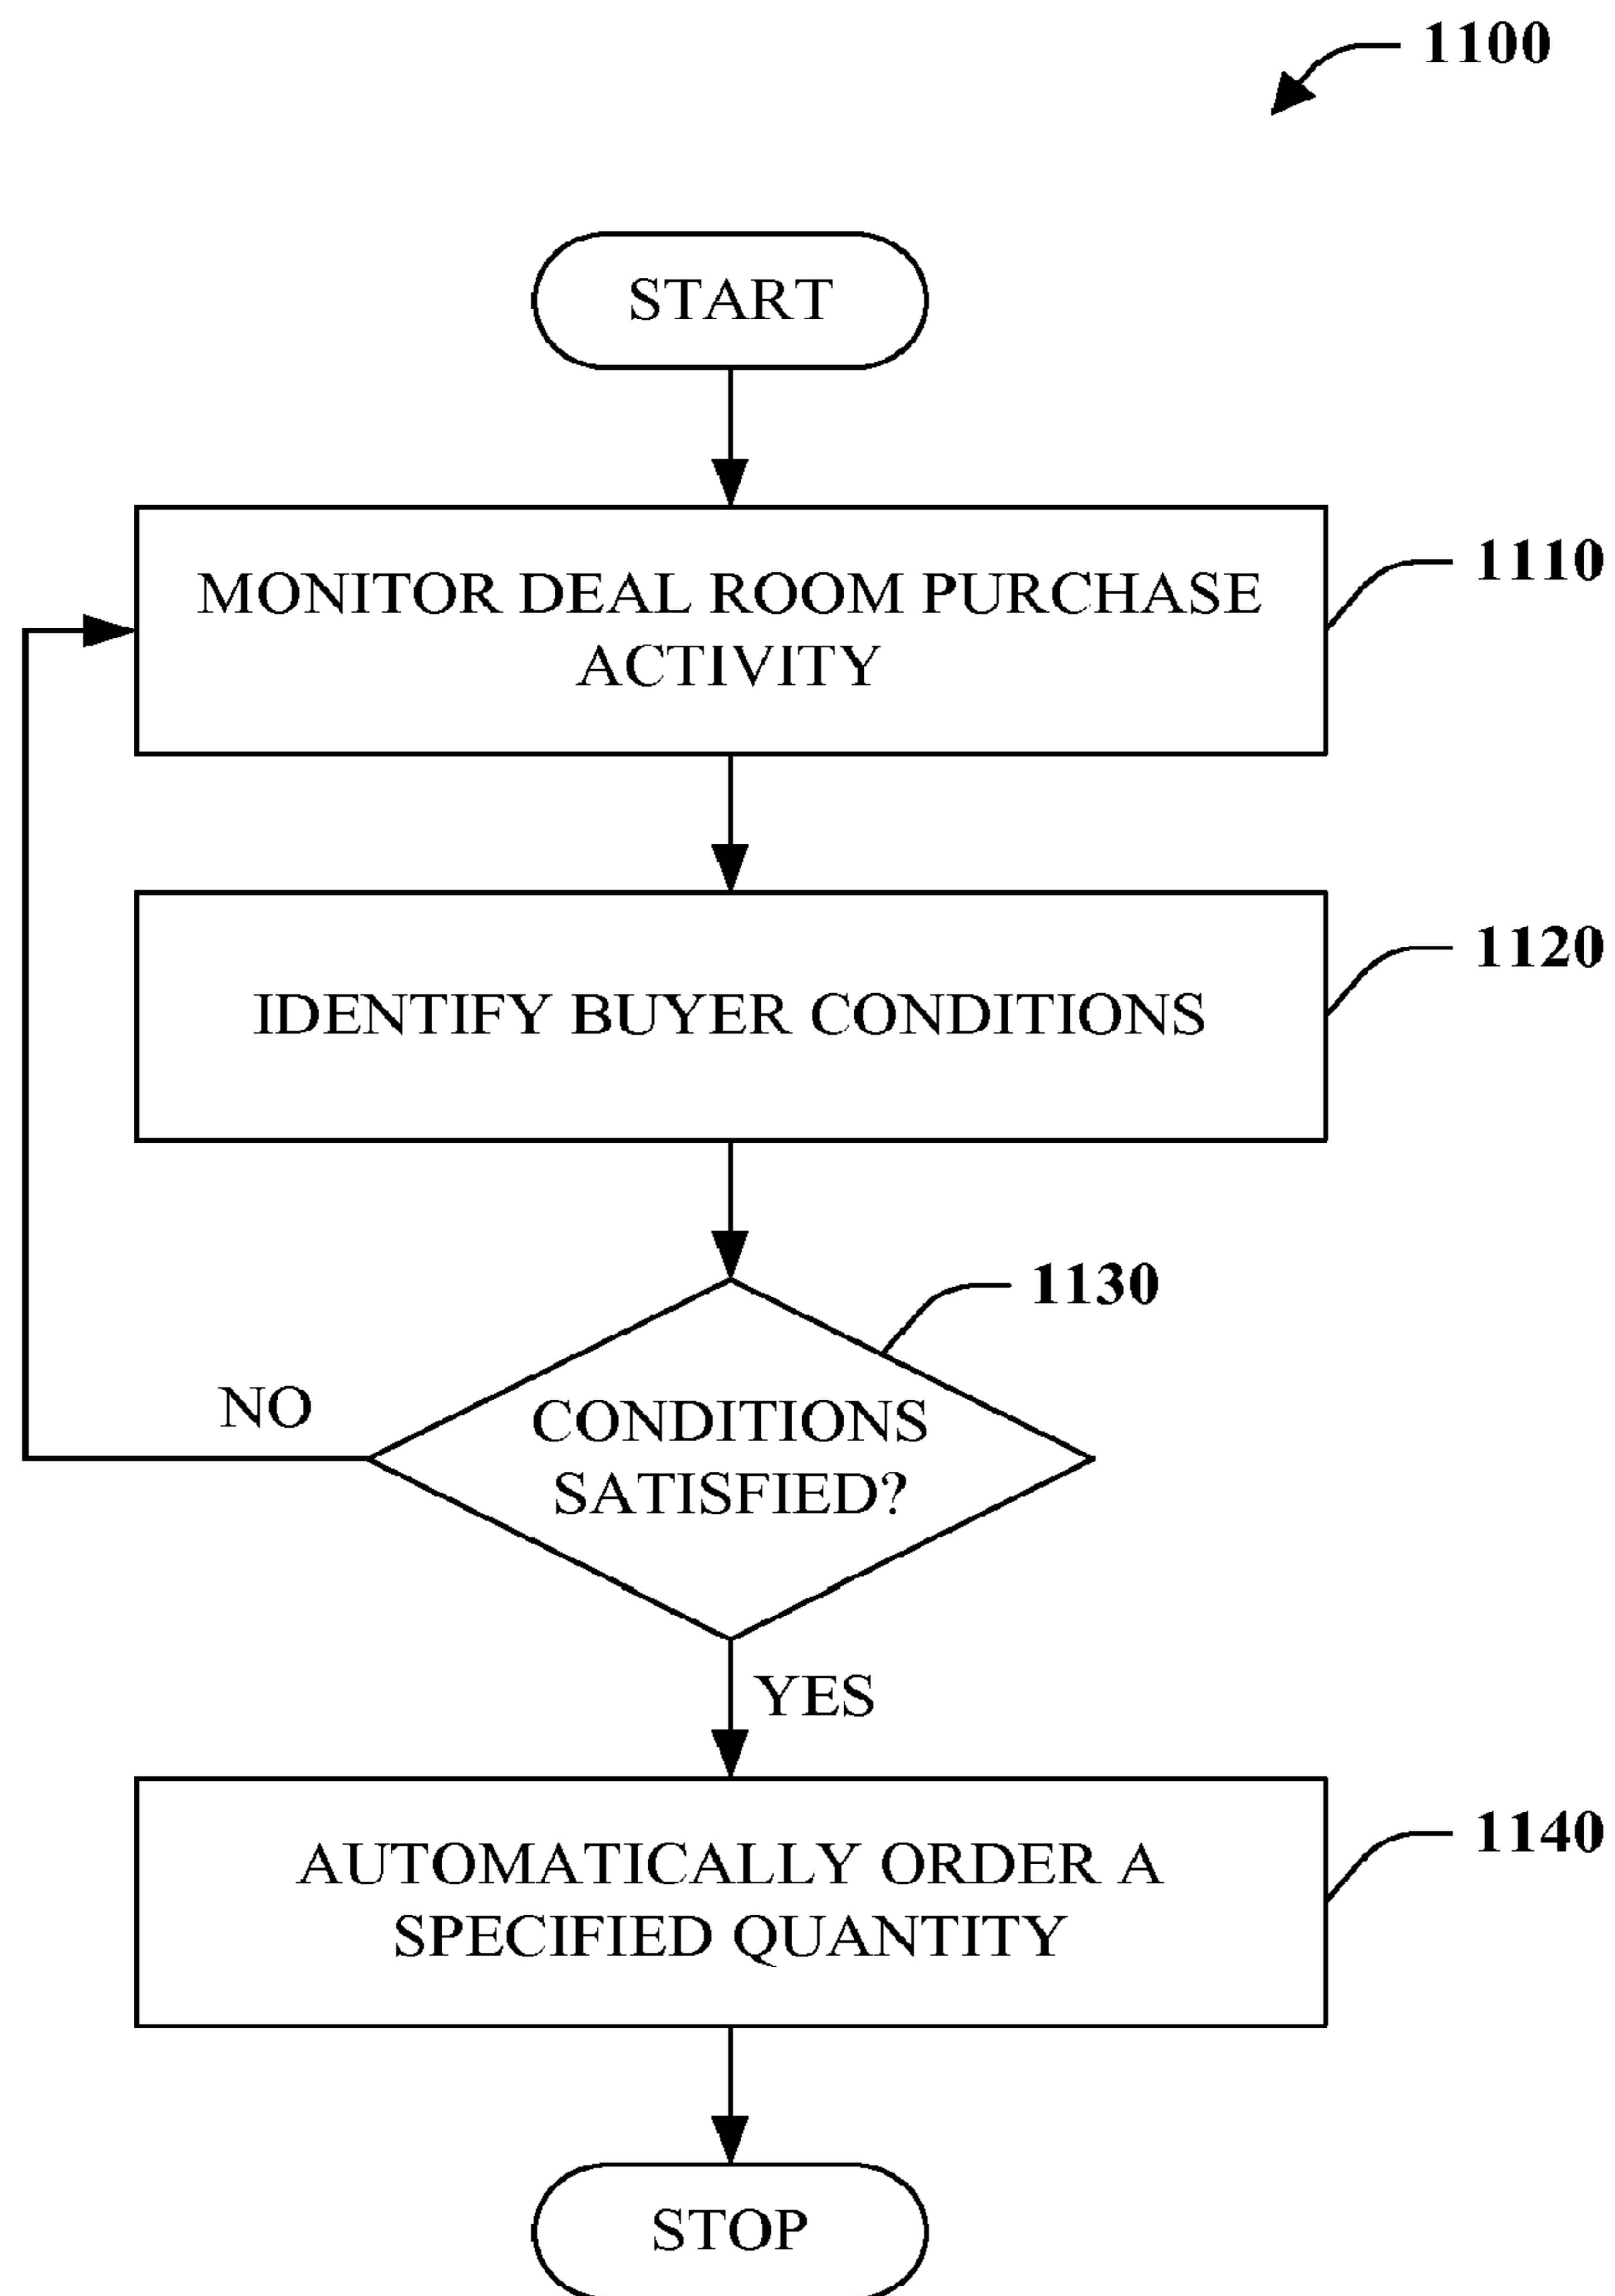 1100
START
MONITOR DEAL ROOM PURCHASE
ACTIVITY
1110
IDENTIFY BUYER CONDITIONS
1120
1130
CONDITIONS
SATISFIED?
NO
YES
AUTOMATICALLY ORDER A
SPECIFIED QUANTITY
1140
STOP